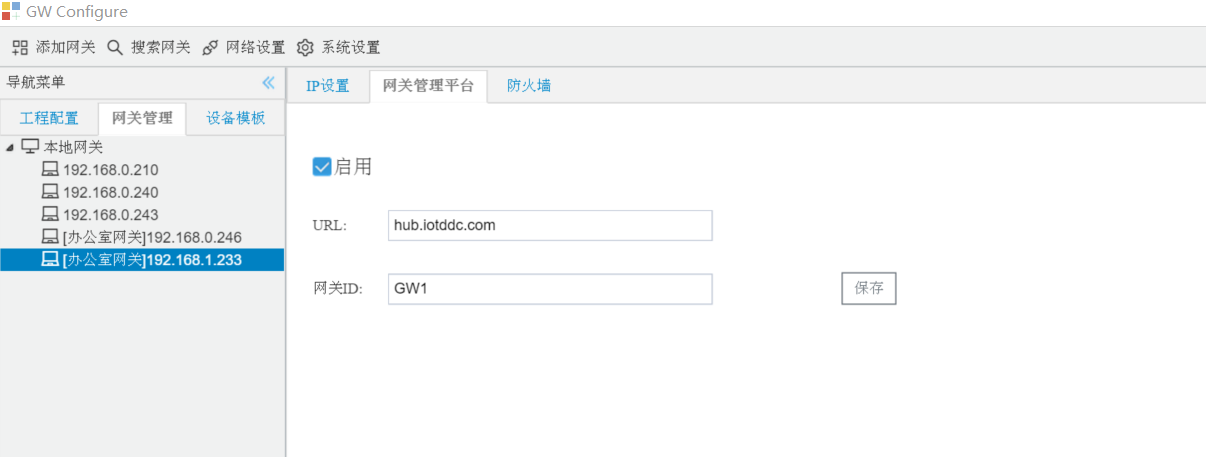 GW Configure
添加网关 搜索网关 网络设置 系统设置
导航菜单
工程配置 网关管理 设备模板
本地网关
192.168.0.210
192.168.0.240
192.168.0.243
[办公室网关]192.168.0.246
[办公室网关]192.168.1.233
IP设置 网关管理平台 防火墙
启用
URL: hub.iotddc.com
网关ID: GW1 保存